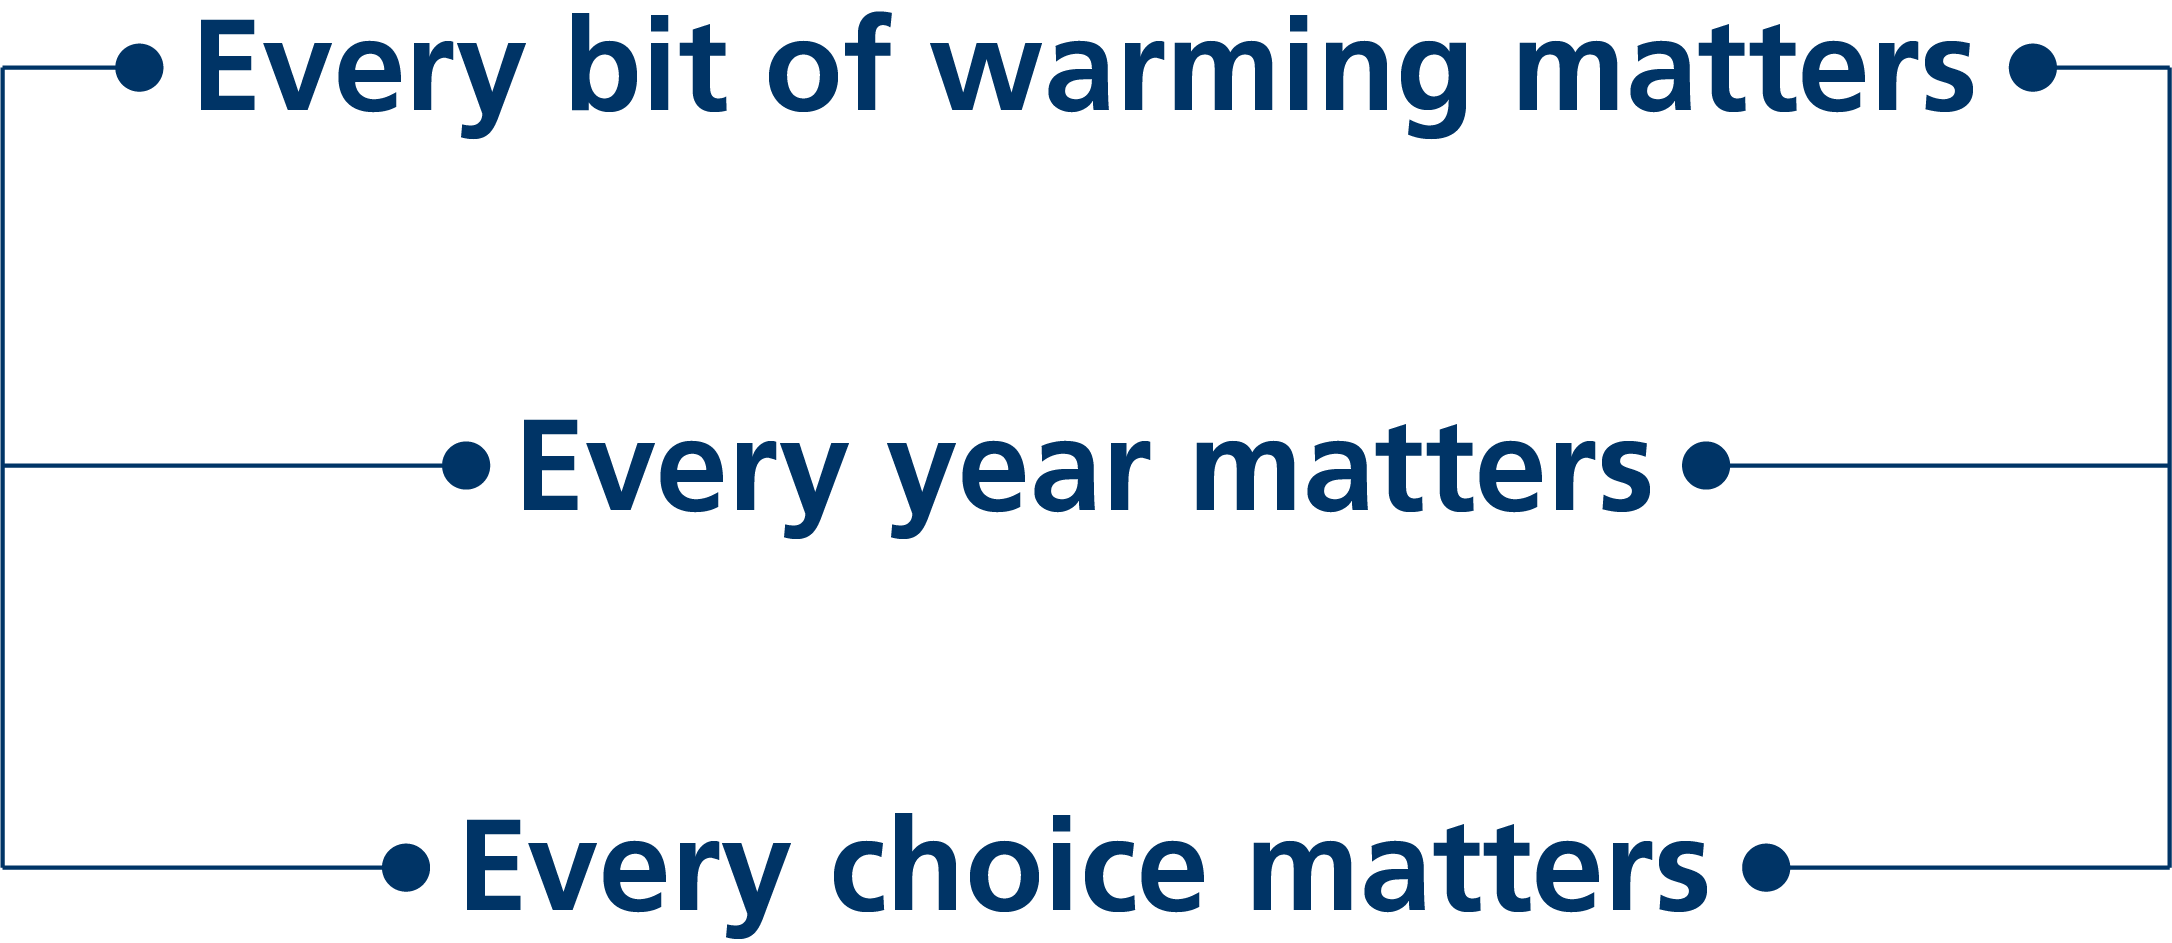 Every bit of warming matters
Every year matters
Every choice matters